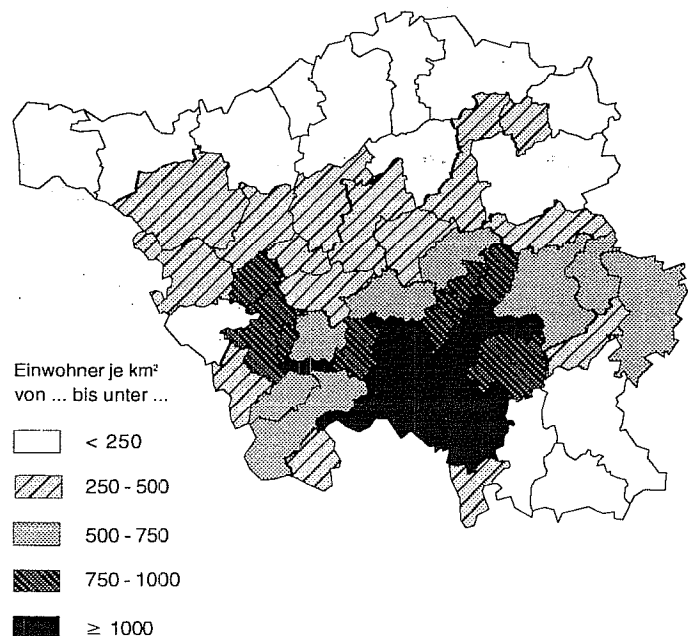 Einwohner je km²
von ... bis unter ...
< 250
250 - 500
500 - 750
750 - 1000
≥ 1000